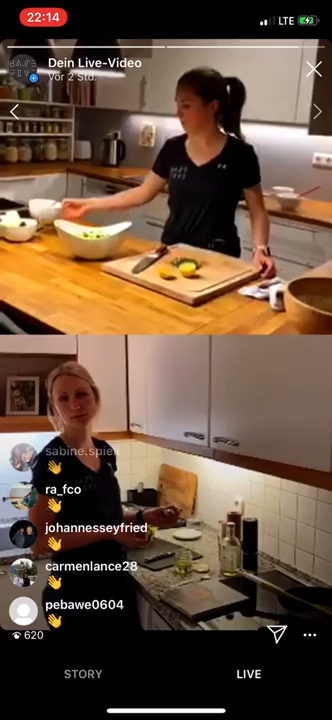 22:14
LTE
Dein Live-Video
Vor 2 Std.
sabine.spiel
ra_fco
johannesseyfried
carmenlance28
pebawe0604
620
STORY
LIVE